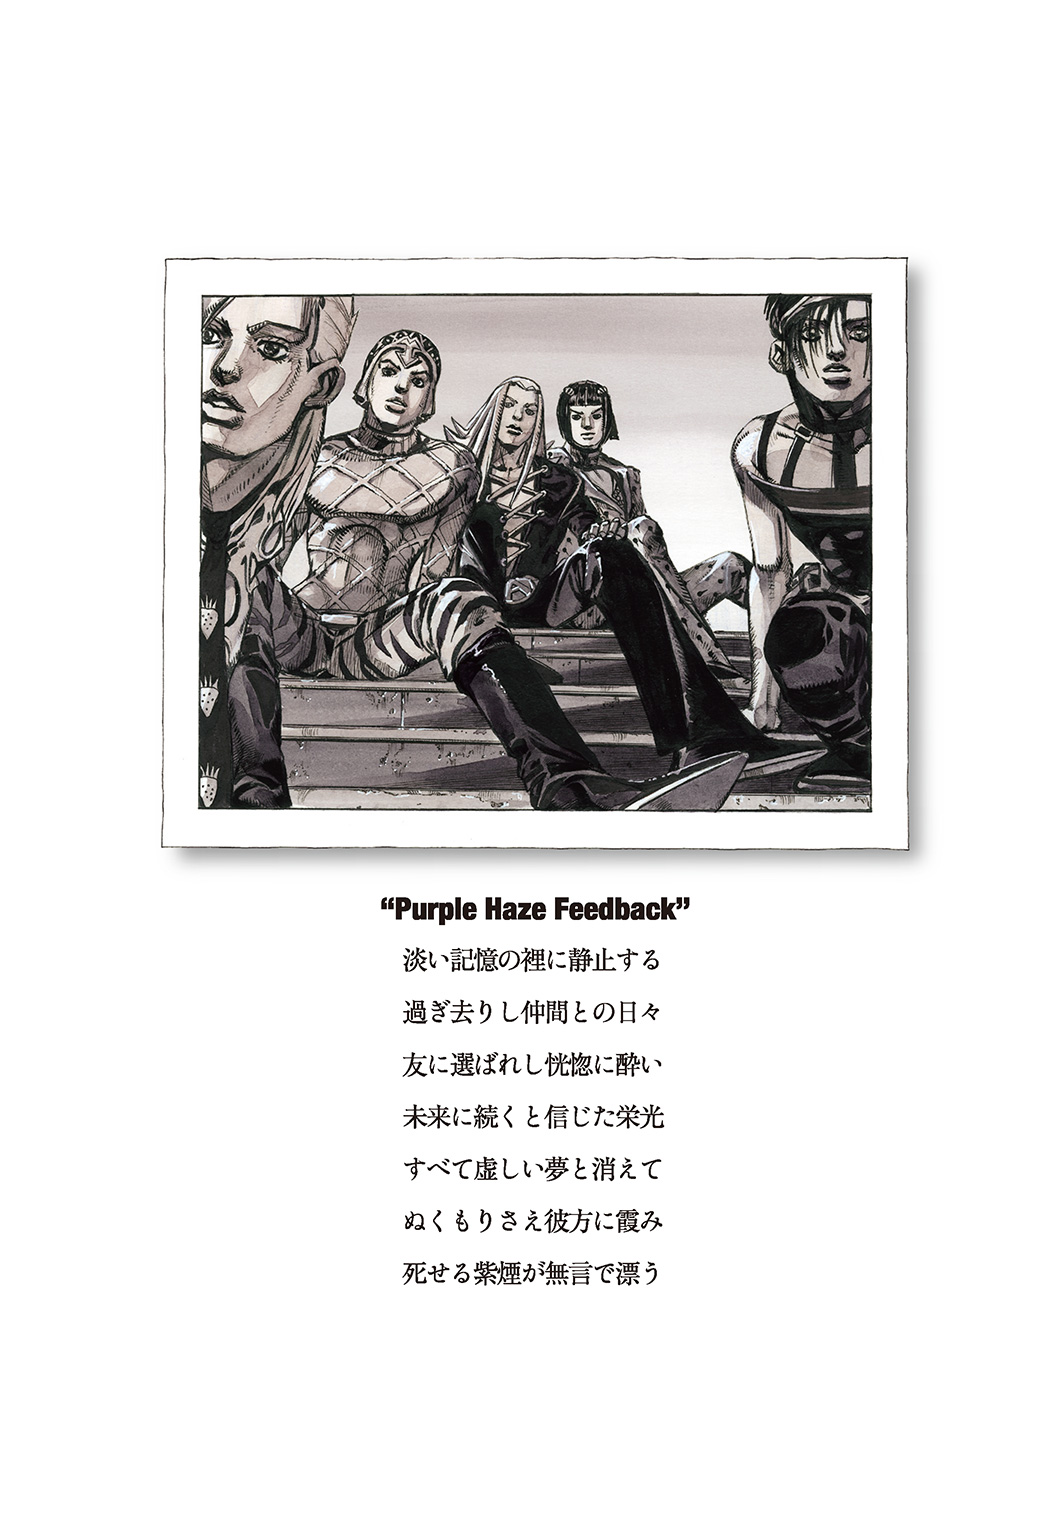 “Purple Haze Feedback”
淡い記憶の裡に静止する
過ぎ去りし仲間との日々
友に選ばれし恍惚に酔い
未来に続くと信じた栄光
すべて虚しい夢と消えて
ぬくもりさえ彼方に霞み
死せる紫煙が無言で漂う